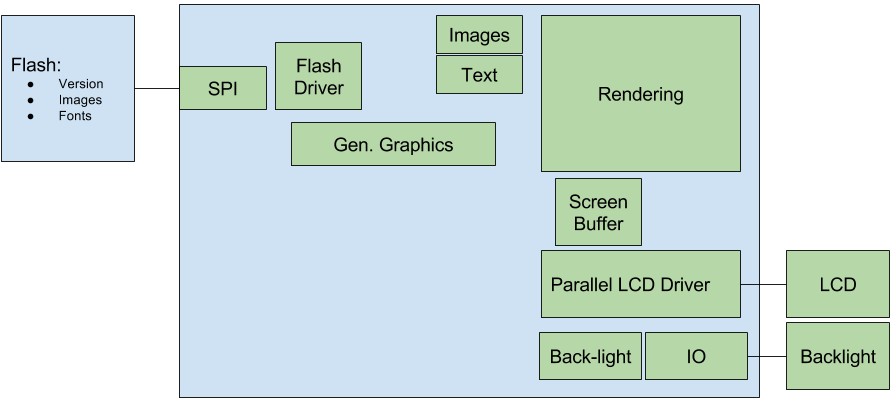 Flash:
● Version
● Images
● Fonts
SPI
Flash
Driver
Images
Text
Rendering
Gen. Graphics
Screen
Buffer
Parallel LCD Driver
LCD
Back-light
IO
Backlight